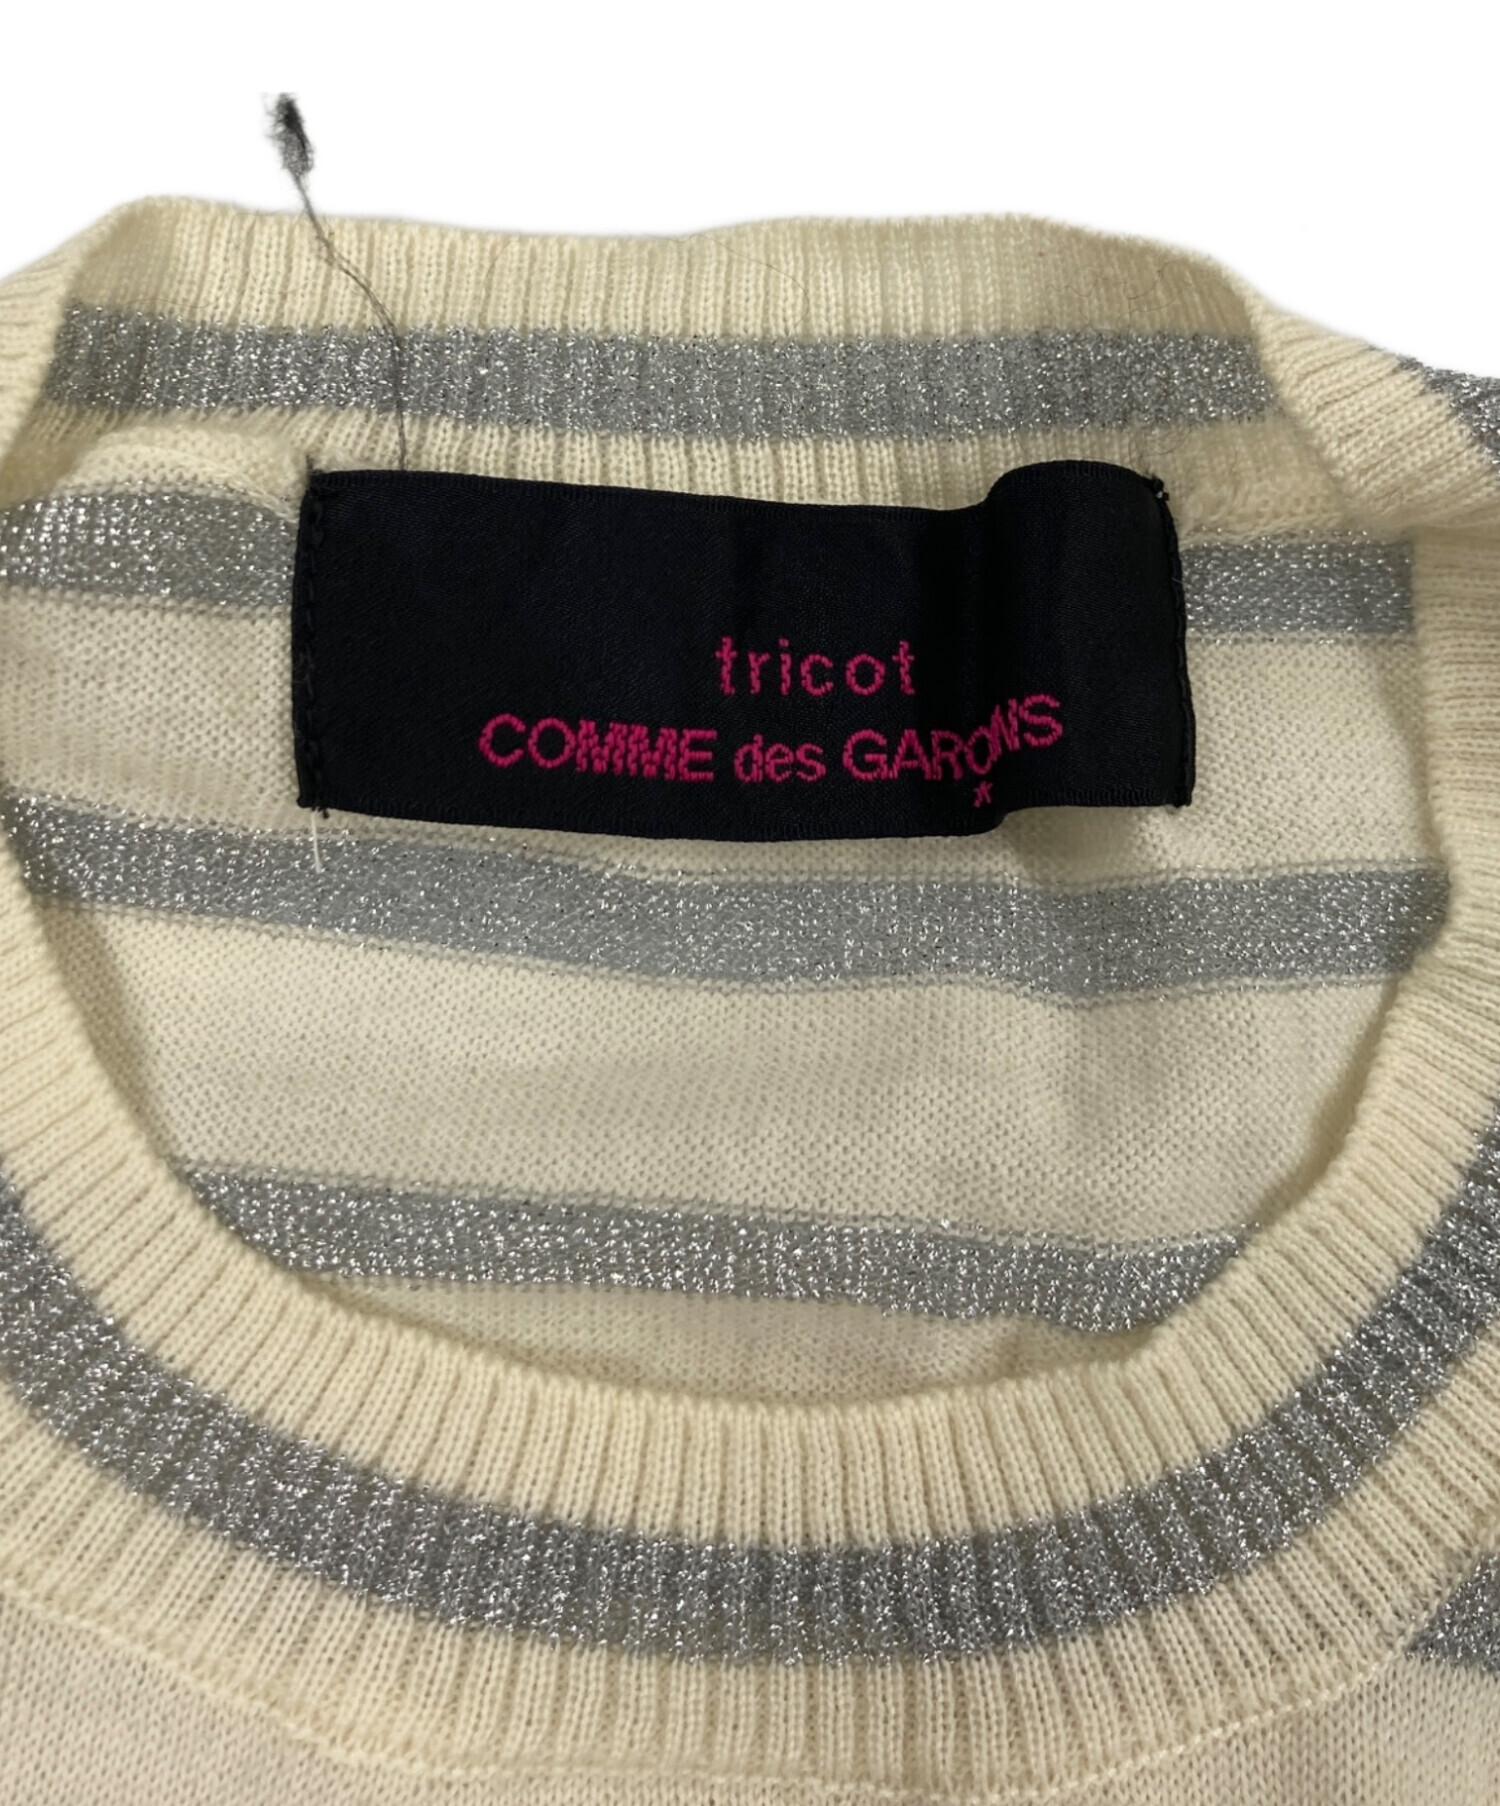 tricot
COMME des GARÇONS
*